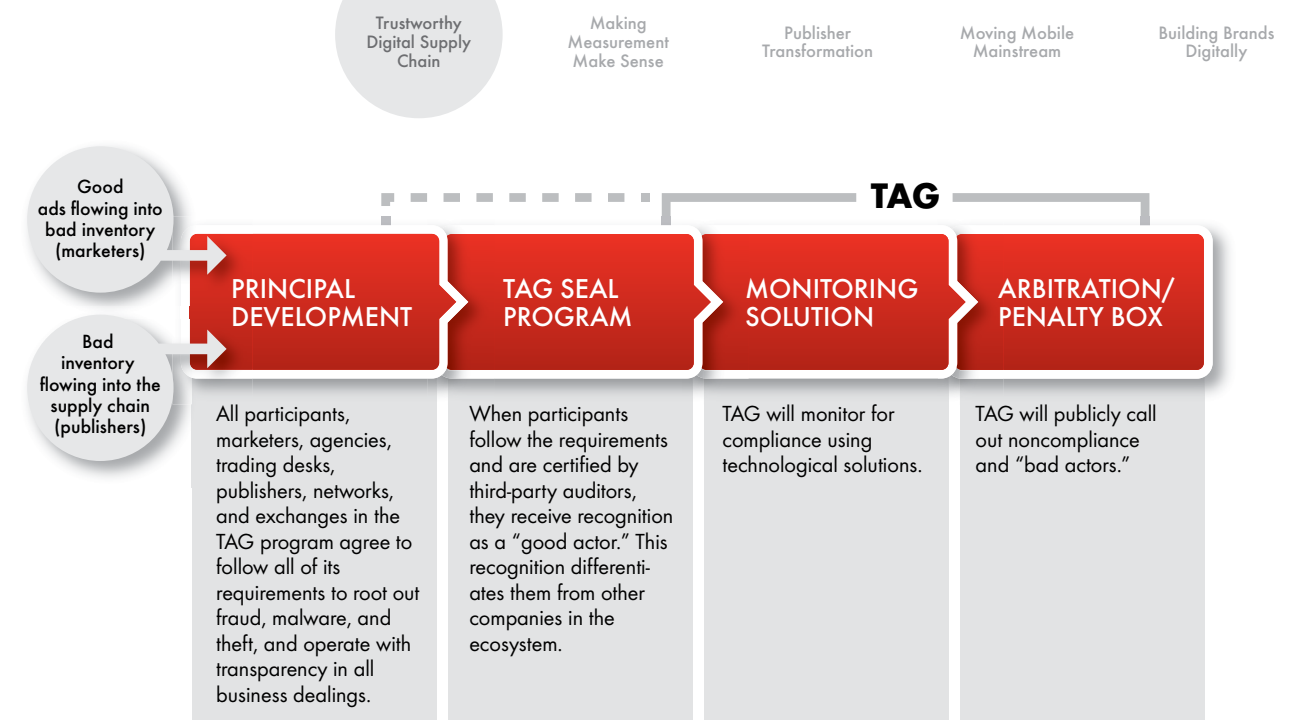 Trustworthy
Digital Supply
Chain
Making
Measurement
Make Sense
Publisher
Transformation
Moving Mobile
Mainstream
Building Brands
Digitally
Good
ads flowing into
bad inventory
(marketers)
Bad
inventory
flowing into the
supply chain
(publishers)
TAG
PRINCIPAL
DEVELOPMENT
TAG SEAL
PROGRAM
MONITORING
SOLUTION
ARBITRATION/
PENALTY BOX
All participants,
marketers, agencies,
trading desks,
publishers, networks,
and exchanges in the
TAG program agree to
follow all of its
requirements to root out
fraud, malware, and
theft, and operate with
transparency in all
business dealings.
When participants
follow the requirements
and are certified by
third-party auditors,
they receive recognition
as a “good actor.” This
recognition differenti-
ates them from other
companies in the
ecosystem.
TAG will monitor for
compliance using
technological solutions.
TAG will publicly call
out noncompliance
and “bad actors.”